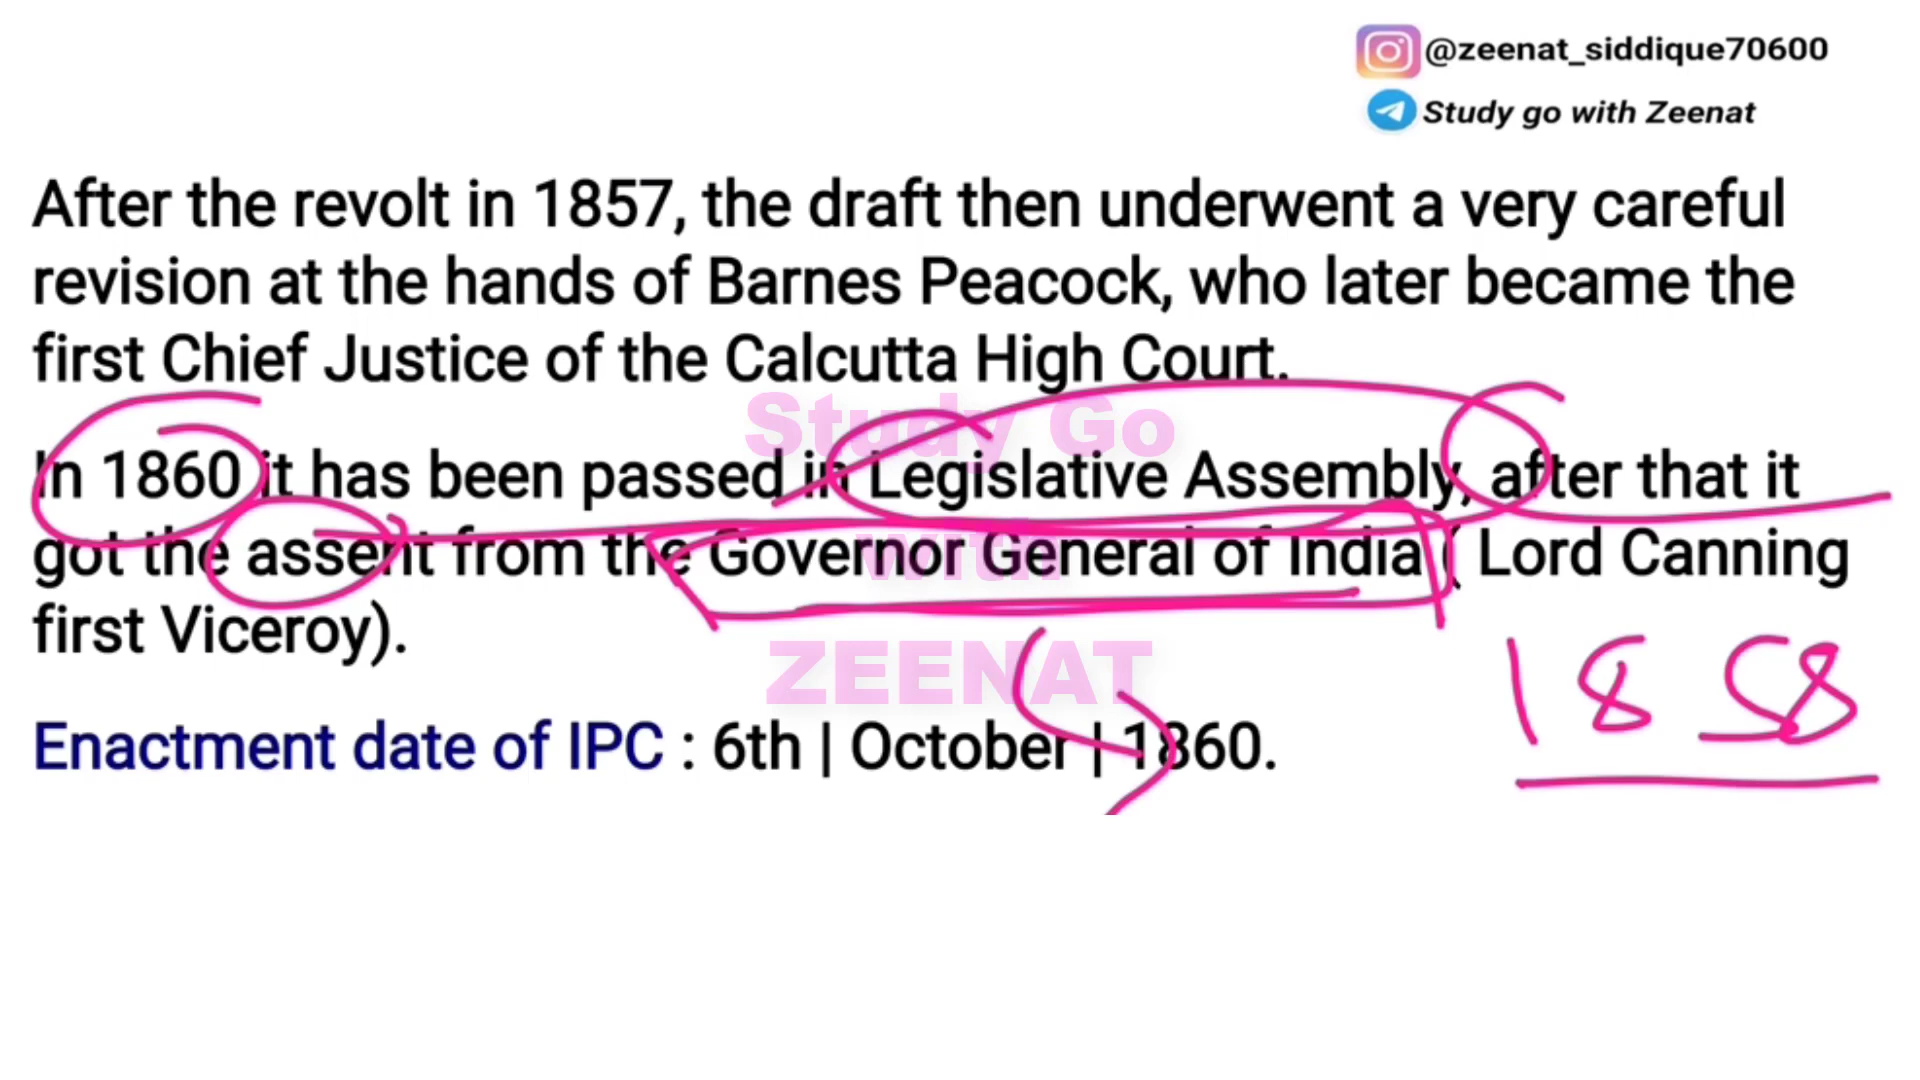 @zeenat_siddique70600
Study go with Zeenat
After the revolt in 1857, the draft then underwent a very careful
revision at the hands of Barnes Peacock, who later became the
first Chief Justice of the Calcutta High Court.
Study Go
In 1860 it has been passed in Legislative Assembly, after that it
got the assent from the Governor General of India ( Lord Canning
with
first Viceroy).
ZEENAT
1858
Enactment date of IPC : 6th | October | 1860.